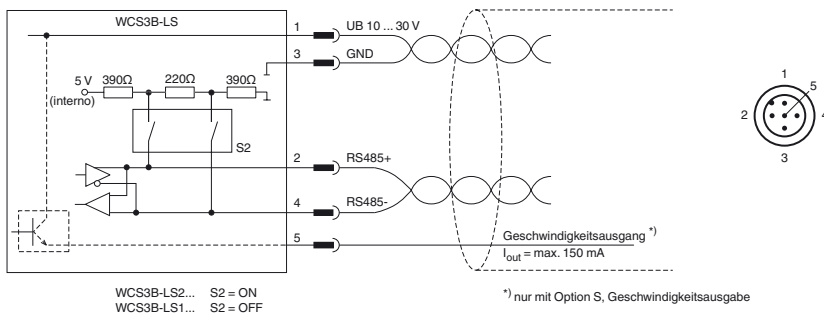 WCS3B-LS
1
UB 10 ... 30 V
3
GND
5 V
(interno)
390Ω
220Ω
390Ω
S2
2
RS485+
4
RS485-
5
Geschwindigkeitsausgang *)
Iout = max. 150 mA
1
5
2
4
3
WCS3B-LS2... S2 = ON
WCS3B-LS1... S2 = OFF
*) nur mit Option S, Geschwindigkeitsausgabe